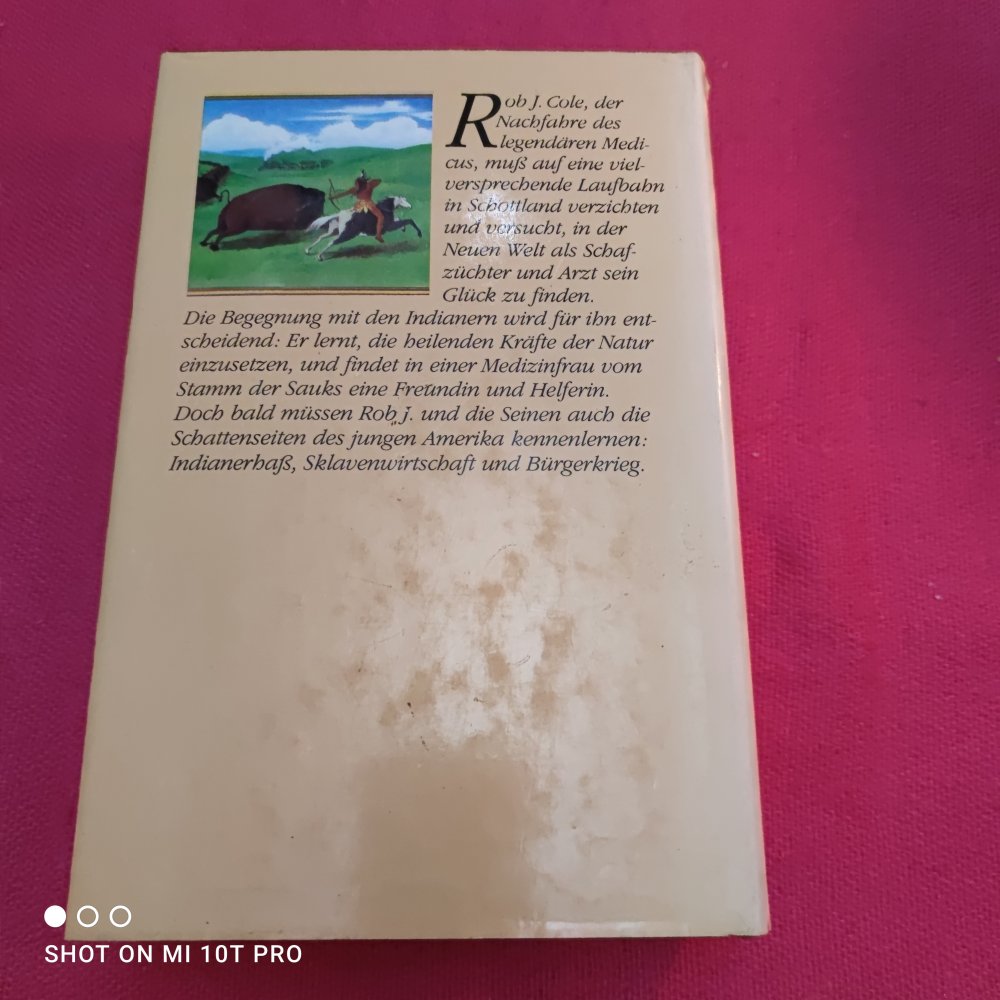 Rob J. Cole, der
Nachfahre des
legendären Medi-
cus, muß auf eine viel-
versprechende Laufbahn
in Schottland verzichten
und versucht, in der
Neuen Welt als Schaf-
züchter und Arzt sein
Glück zu finden.
Die Begegnung mit den Indianern wird für ihn ent-
scheidend: Er lernt, die heilenden Kräfte der Natur
einzusetzen, und findet in einer Medizinfrau vom
Stamm der Sauks eine Freundin und Helferin.
Doch bald müssen Rob J. und die Seinen auch die
Schattenseiten des jungen Amerika kennenlernen:
Indianerhaß, Sklavenwirtschaft und Bürgerkrieg.
SHOT ON MI 10T PRO